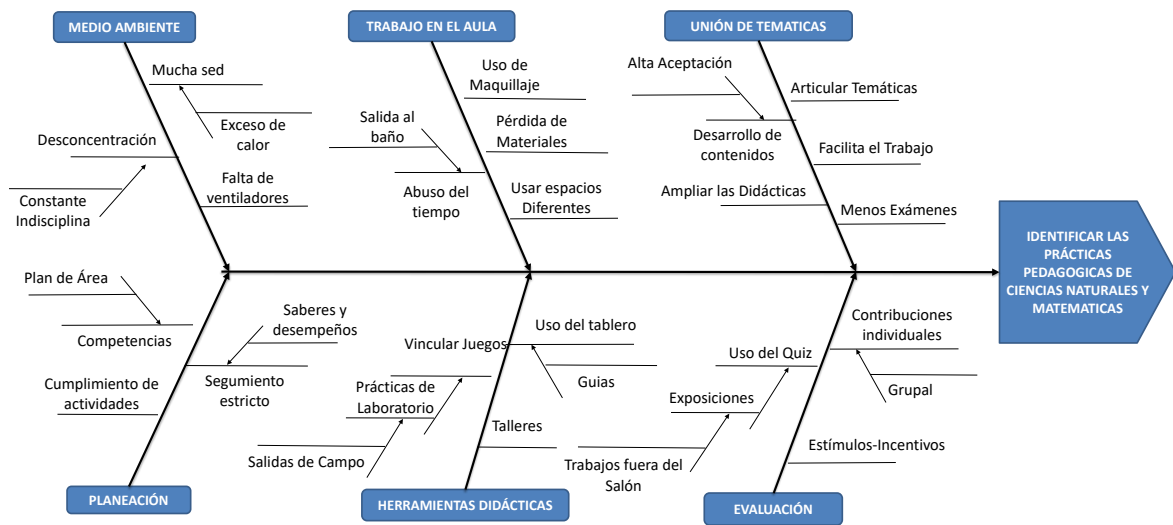 MEDIO AMBIENTE
TRABAJO EN EL AULA
UNIÓN DE TEMATICAS
Mucha sed
Exceso de
calor
Desconcentración
Constante
Indisciplina
Falta de
ventiladores
Uso de
Maquillaje
Salida al
baño
Pérdida de
Materiales
Abuso del
tiempo
Usar espacios
Diferentes
Alta Aceptación
Articular Temáticas
Desarrollo de
contenidos
Facilita el Trabajo
Ampliar las Didácticas
Menos Exámenes
IDENTIFICAR LAS
PRÁCTICAS
PEDAGOGICAS DE
CIENCIAS NATURALES Y
MATEMATICAS
Plan de Área
Competencias
Saberes y
desempeños
Segumiento
estricto
Cumplimiento de
actividades
Uso del tablero
Vincular Juegos
Guias
Prácticas de
Laboratorio
Salidas de Campo
Talleres
Contribuciones
individuales
Uso del Quiz
Grupal
Exposiciones
Trabajos fuera del
Salón
Estímulos-Incentivos
PLANEACIÓN
HERRAMIENTAS DIDÁCTICAS
EVALUACIÓN